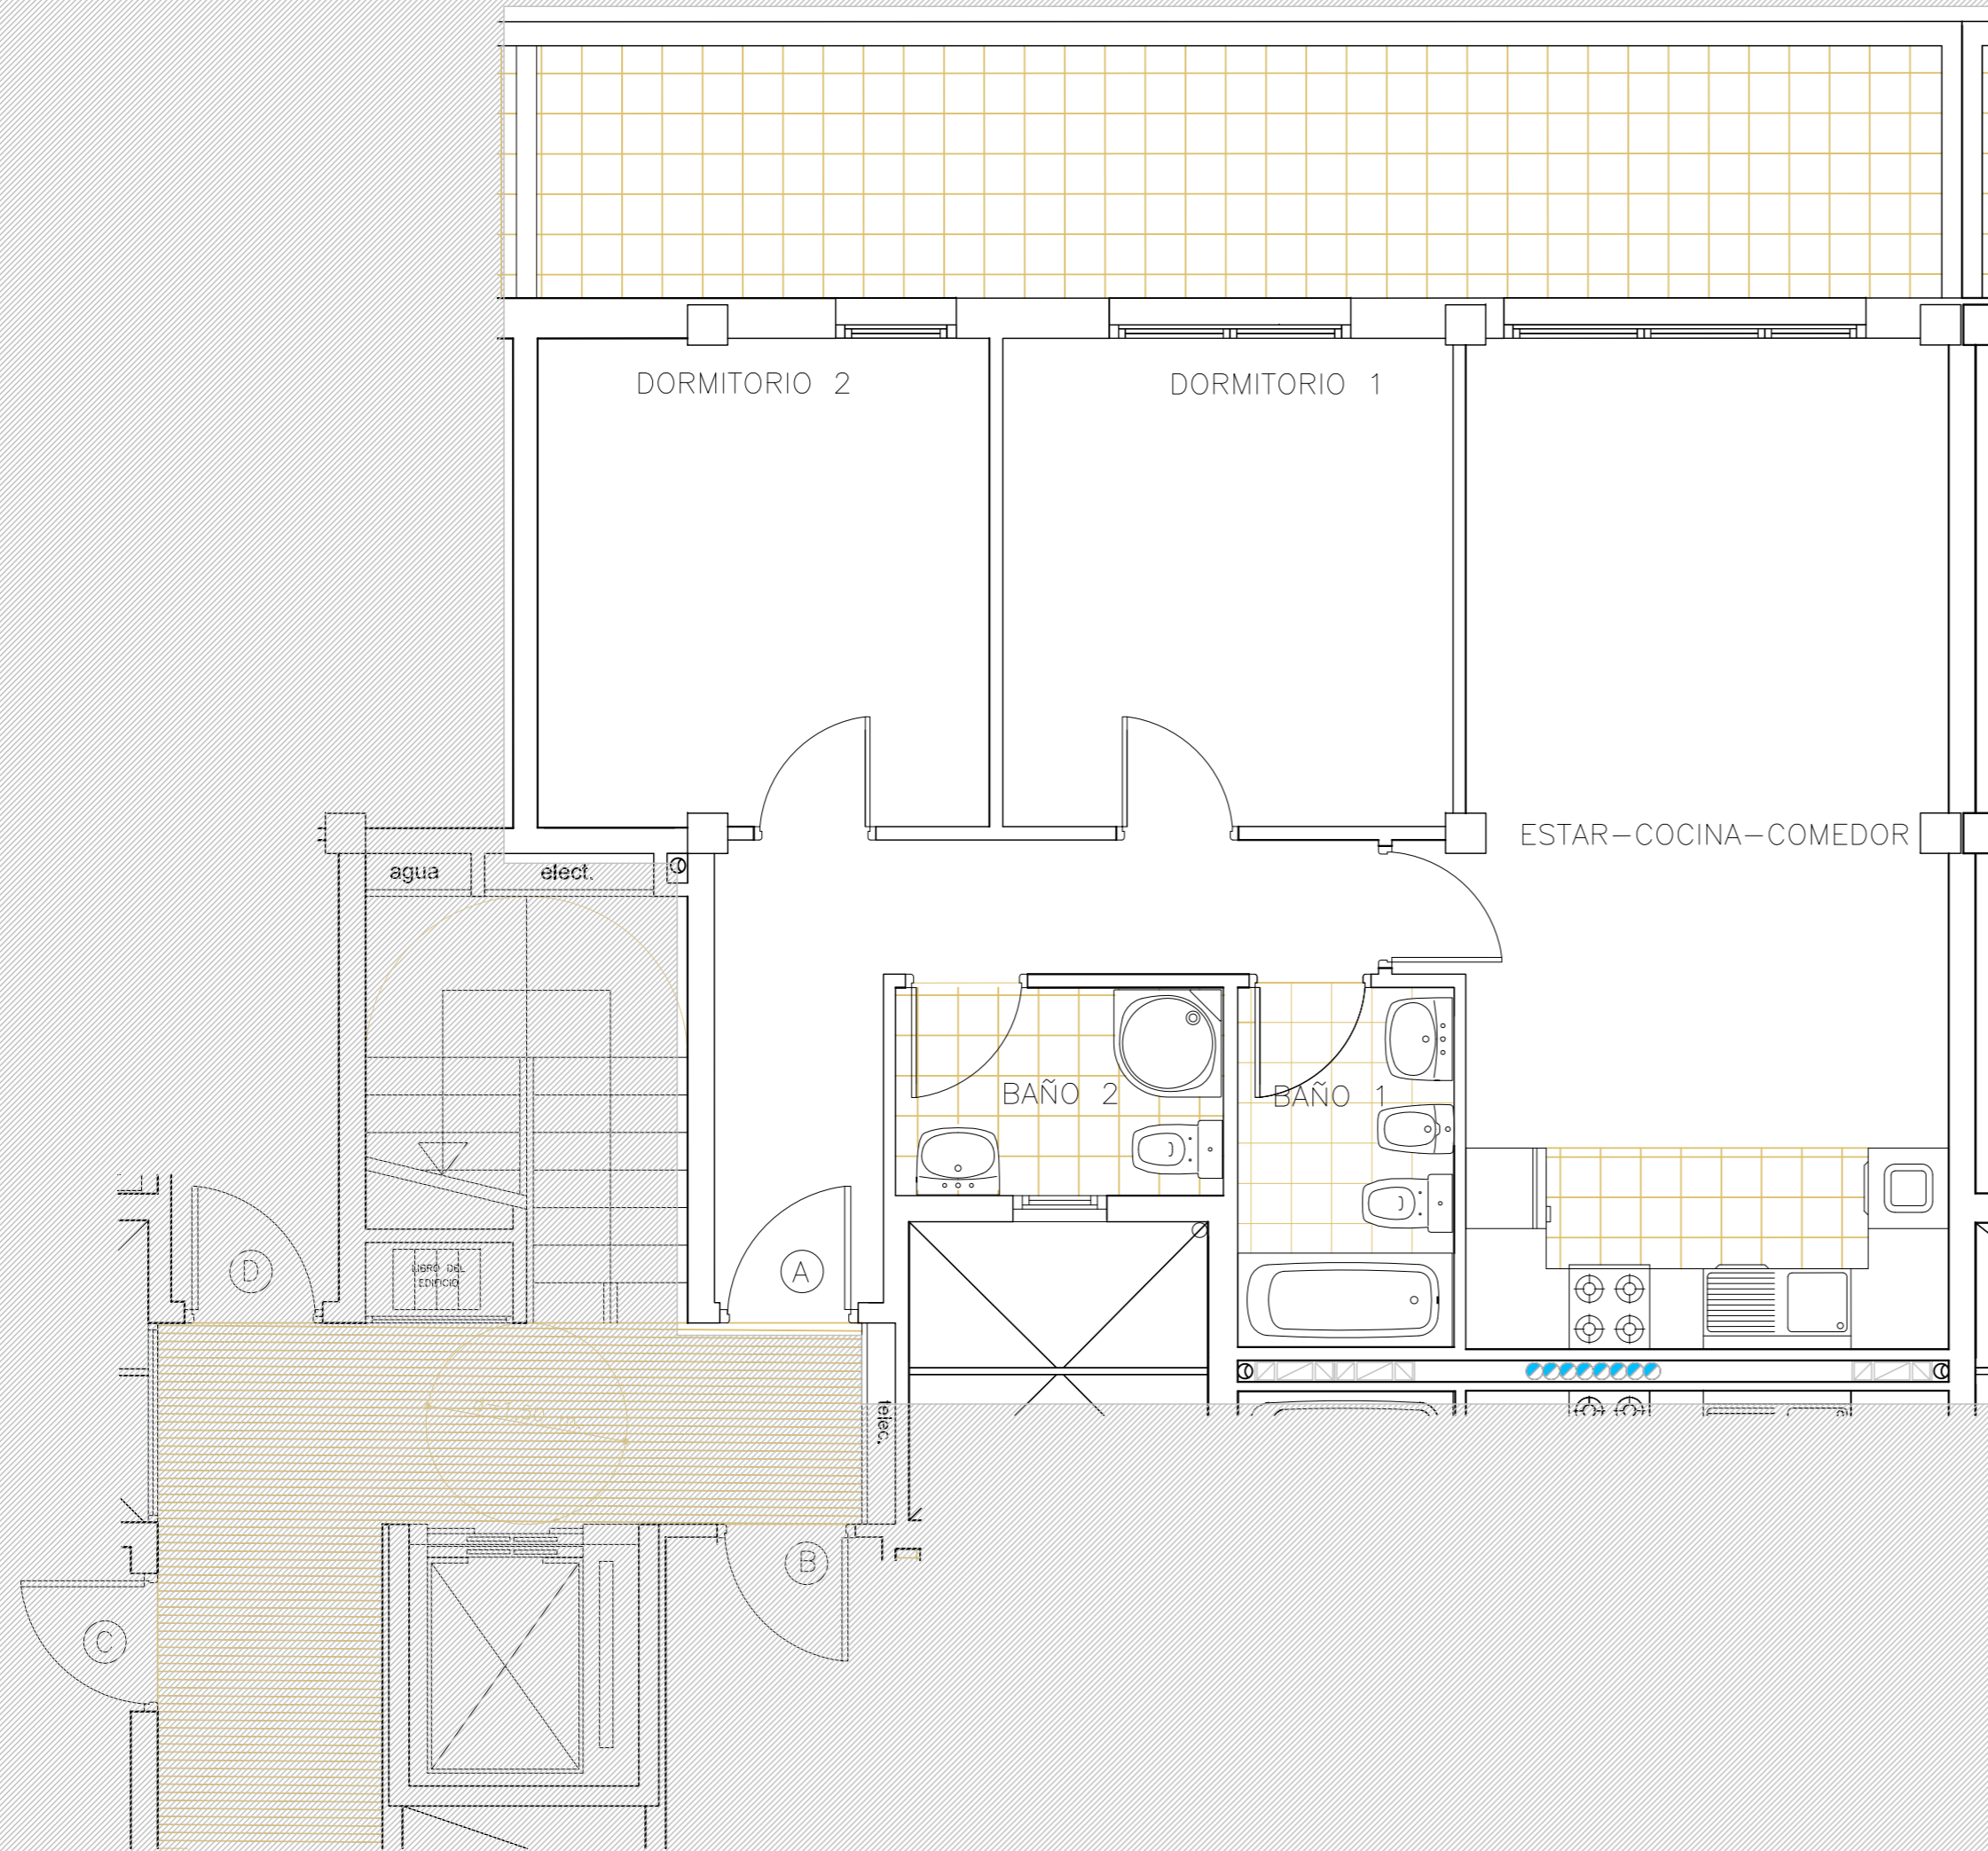 DORMITORIO 2
DORMITORIO 1
ESTAR-COCINA-COMEDOR
agua
elect.
BAÑO 2
BAÑO 1
D
LIBRO DEL
EDIFICIO
A
telec.
B
C